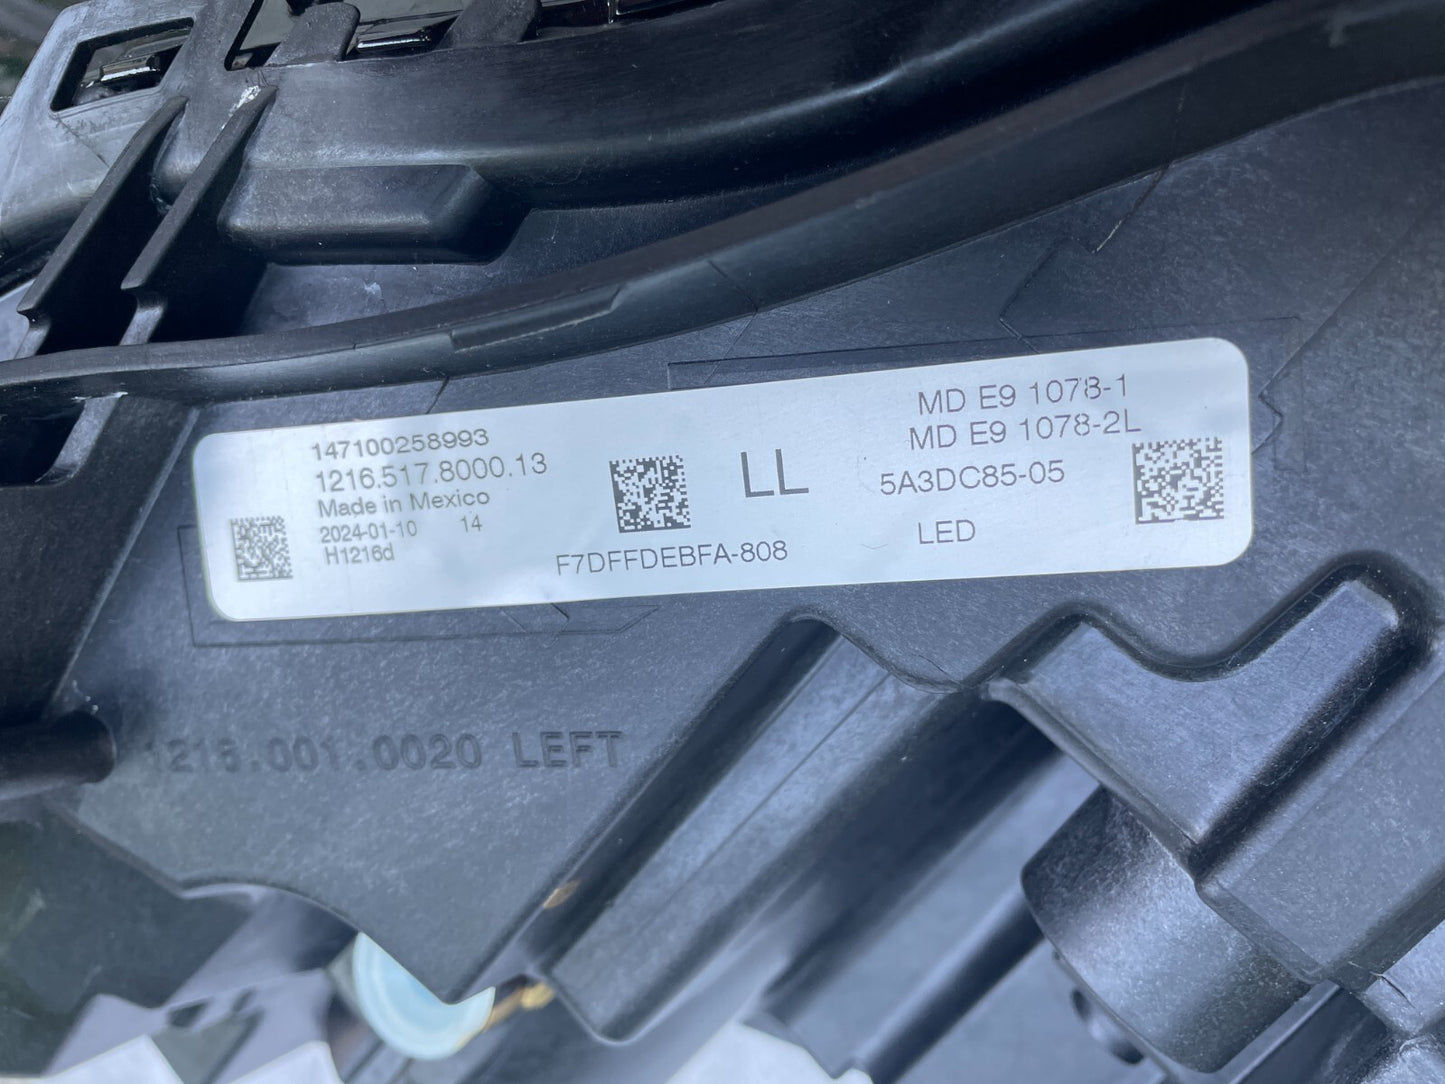 147100258993
1216.517.8000.13
Made in Mexico
2024-01-10 14
H1216d
F7DFFDEBFA-808
LL
MD E9 1078-1
MD E9 1078-2L
5A3DC85-05
LED
1216.001.0020 LEFT